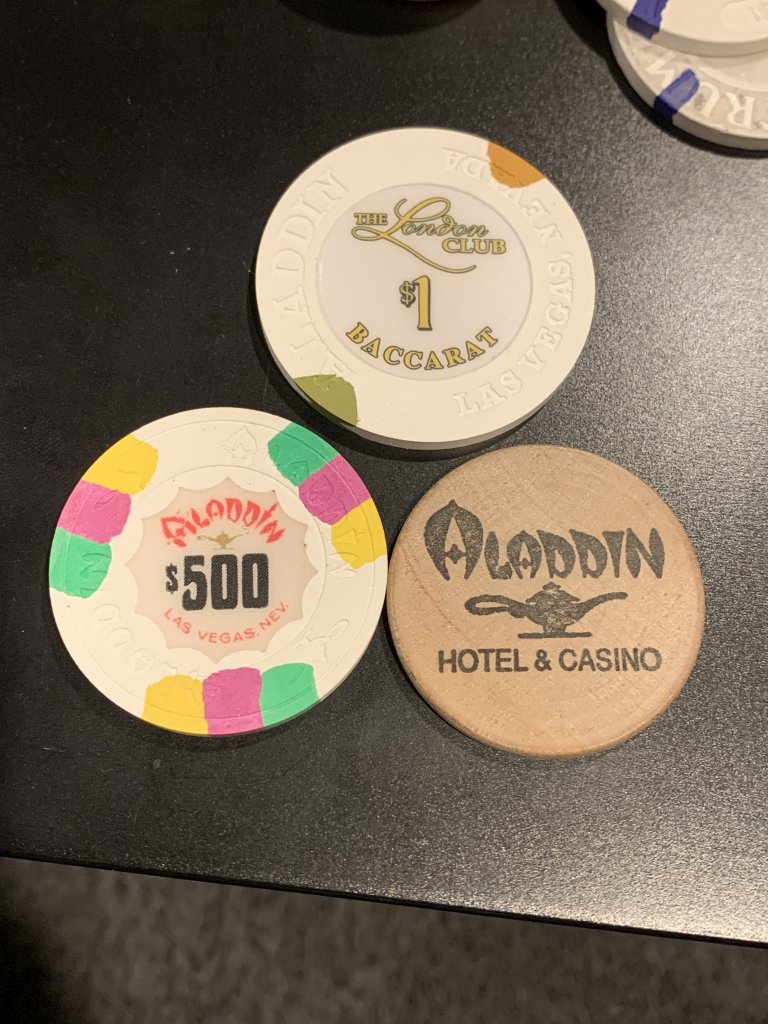 THE London
CLUB
$1
BACCARAT
ALADDIN
LAS VEGAS, NEVADA
ALADDIN
$500
LAS VEGAS, NEV.
ALADDIN
HOTEL & CASINO